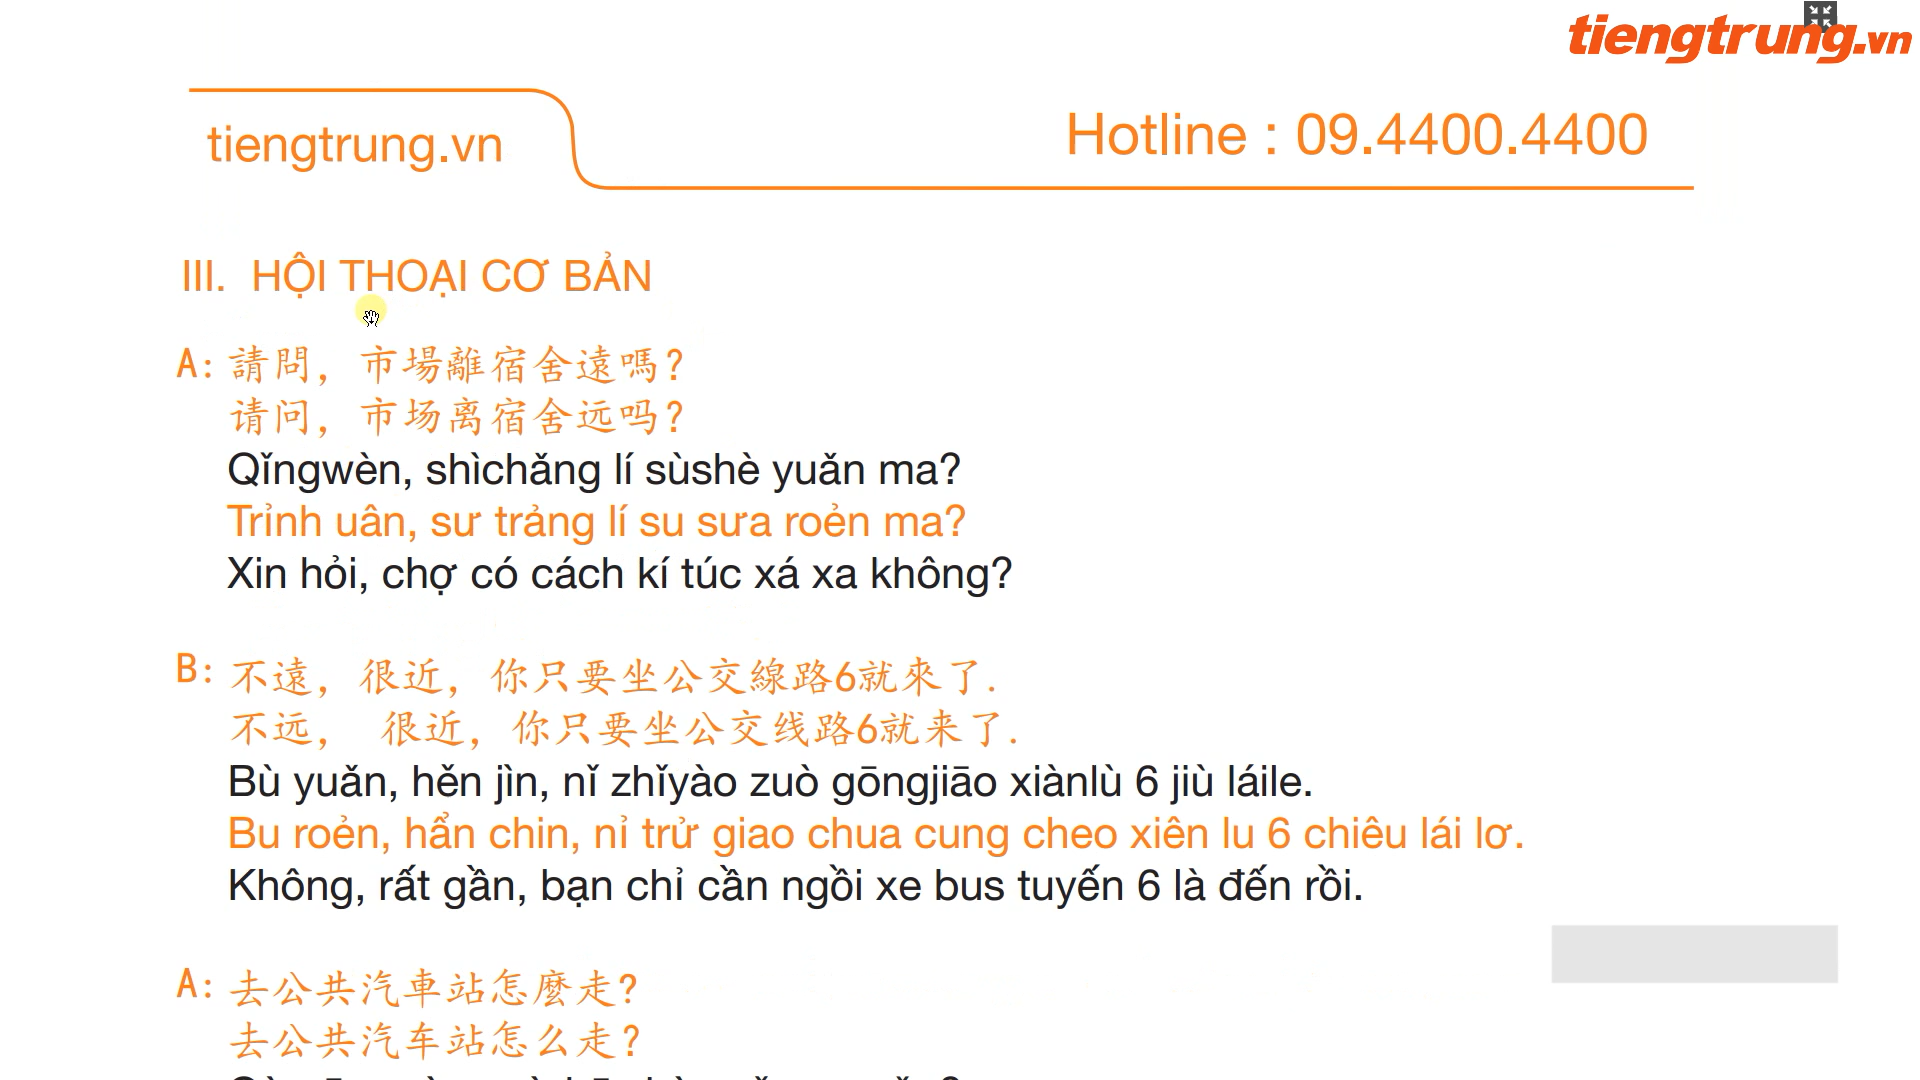 tiengtrung.vn
tiengtrung.vn
Hotline : 09.4400.4400
III. HỘI THOẠI CƠ BẢN
A: 請問，市場離宿舍遠嗎？
请问，市场离宿舍远吗？
Qǐngwèn, shìchǎng lí sùshè yuǎn ma?
Trỉnh uân, sư trảng lí su sưa roẻn ma?
Xin hỏi, chợ có cách kí túc xá xa không?
B: 不遠，很近，你只要坐公交線路6就來了.
不远， 很近，你只要坐公交线路6就来了.
Bù yuǎn, hěn jìn, nǐ zhǐyào zuò gōngjiāo xiànlù 6 jiù láile.
Bu roẻn, hẩn chin, nỉ trử giao chua cung cheo xiên lu 6 chiêu lái lơ.
Không, rất gần, bạn chỉ cần ngồi xe bus tuyến 6 là đến rồi.
A: 去公共汽車站怎麼走?
去公共汽车站怎么走？